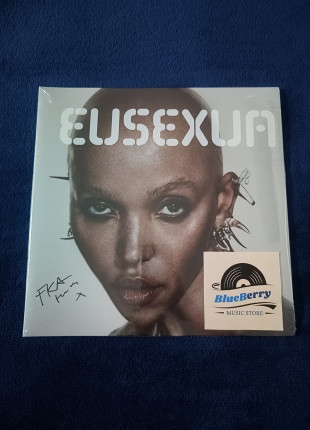 EUSEXUA
FKA
x
BlueBerry
MUSIC STORE